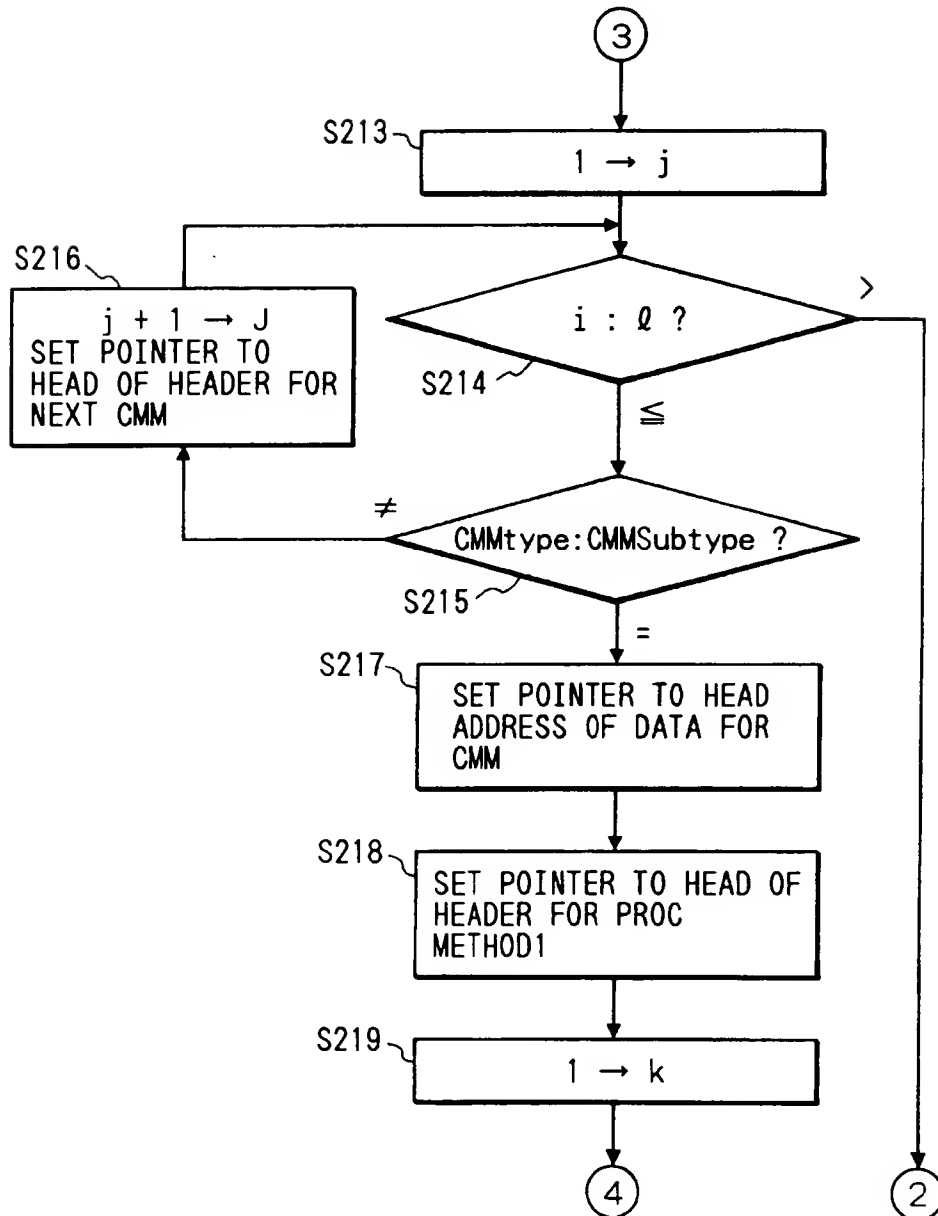 3
S213
1 → j
S216
j + 1 → J
SET POINTER TO
HEAD OF HEADER FOR
NEXT CMM
i : ℓ ?
>
S214
≦
≠
CMMtype:CMMSubtype ?
S215
=
S217
SET POINTER TO HEAD
ADDRESS OF DATA FOR
CMM
S218
SET POINTER TO HEAD OF
HEADER FOR PROC
METHOD1
S219
1 → k
4
2